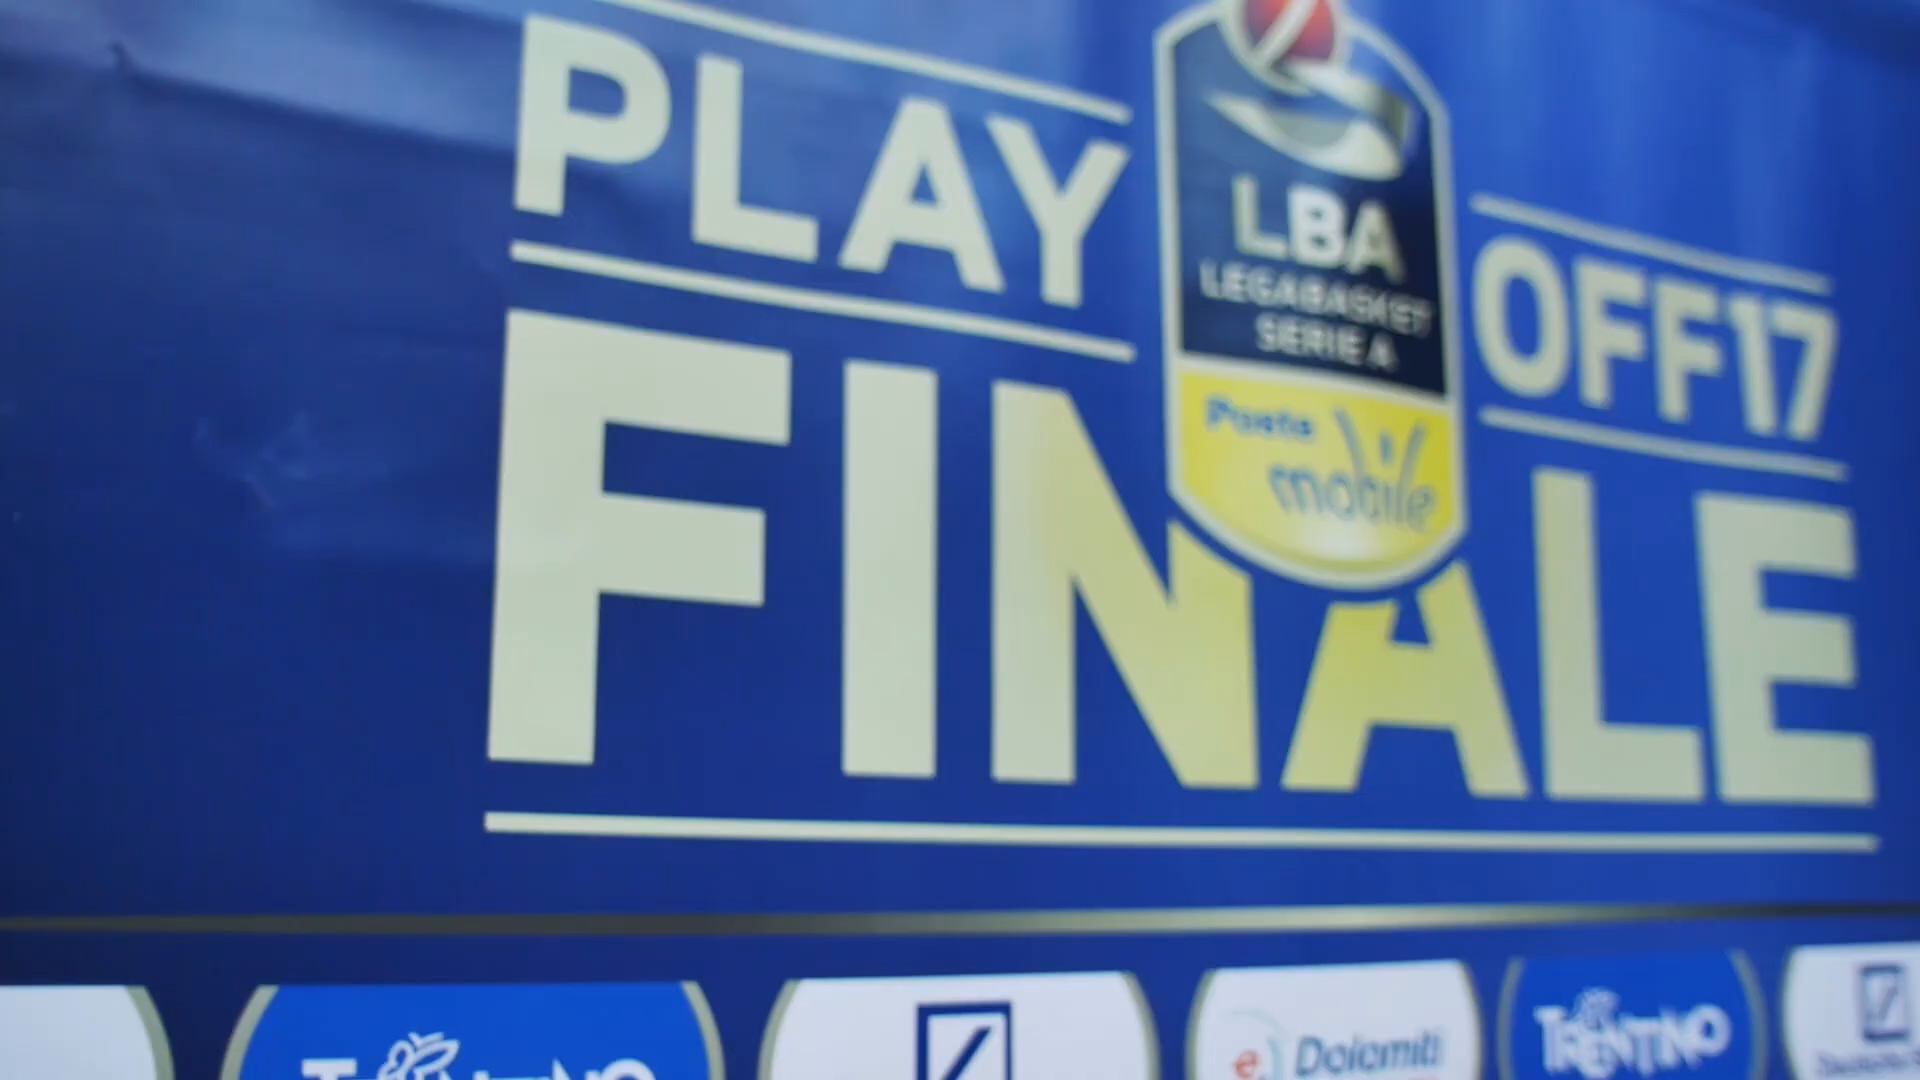 PLAY
OFF17
LBA
LEGABASKET
SERIE A
Poste
mobile
FINALE
Dolomiti
TRENTINO